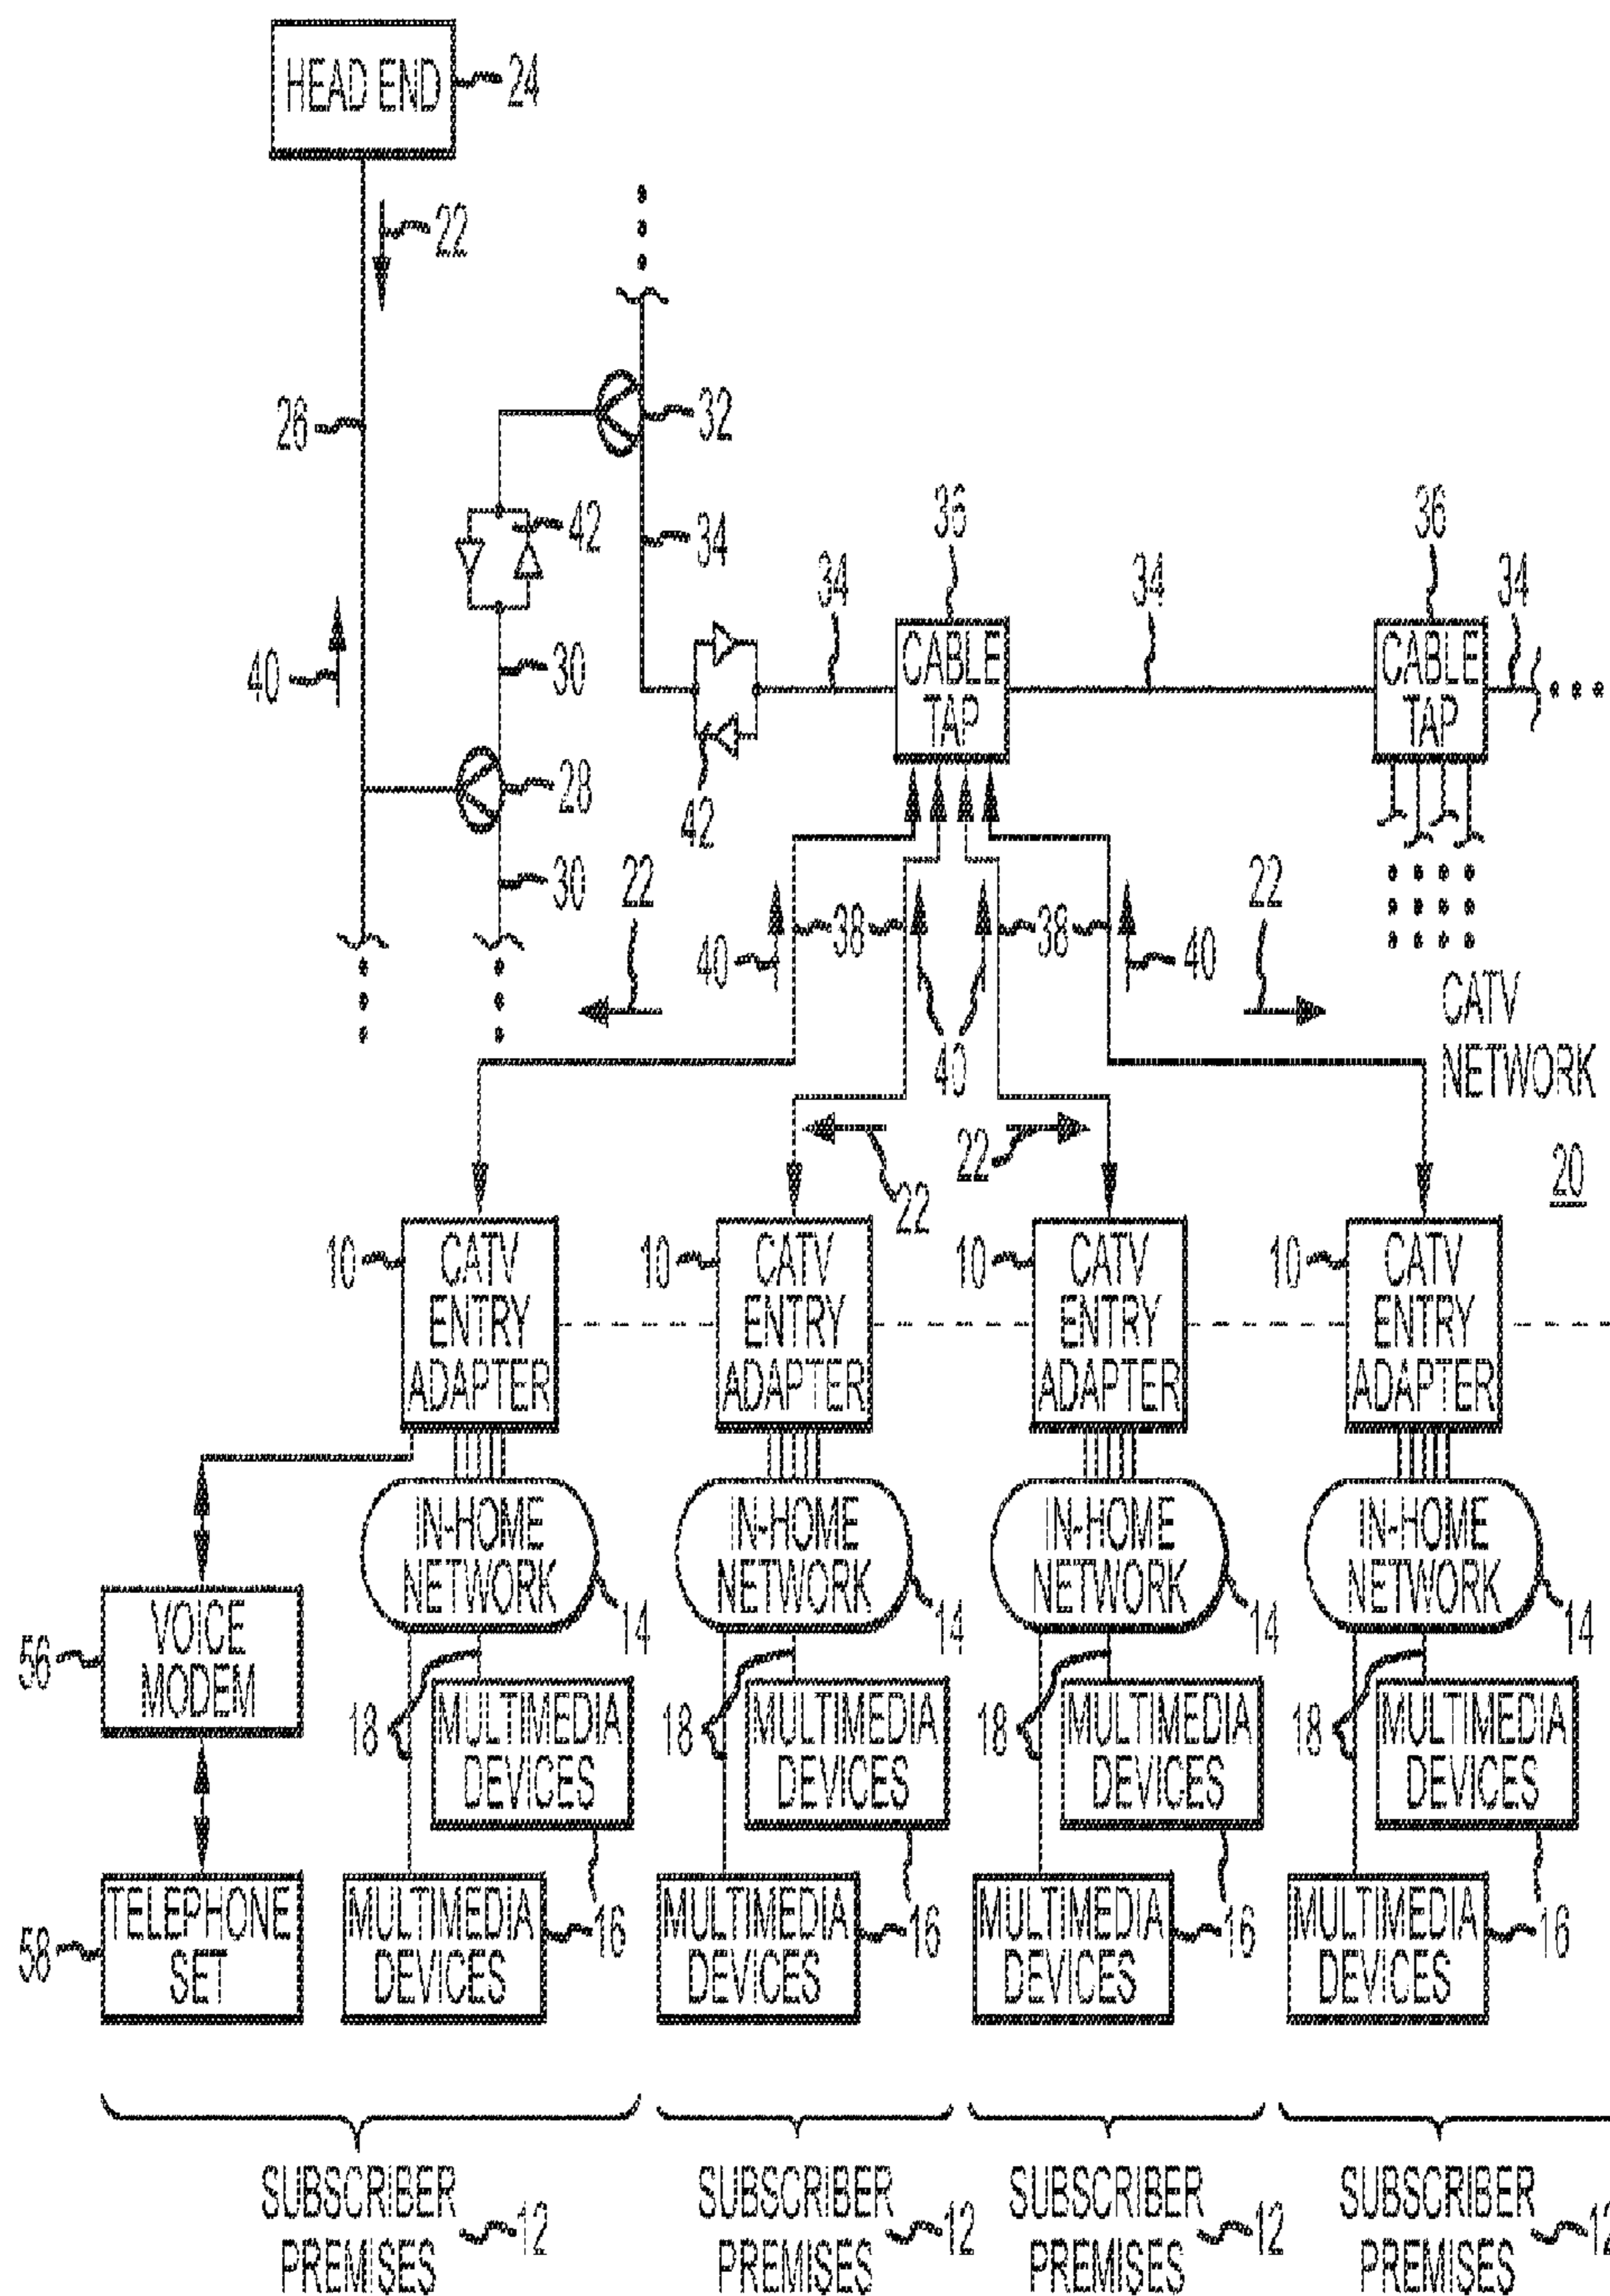 HEAD END
24
22
26
32
42
34
36
36
34
34
34
40
30
CABLE
TAP
CABLE
TAP
28
42
30
22
38
38
40
40
22
CATV
NETWORK
40
22
22
20
10
CATV
ENTRY
ADAPTER
10
CATV
ENTRY
ADAPTER
10
CATV
ENTRY
ADAPTER
10
CATV
ENTRY
ADAPTER
IN-HOME
NETWORK
14
IN-HOME
NETWORK
14
IN-HOME
NETWORK
14
IN-HOME
NETWORK
14
56
VOICE
MODEM
18
MULTIMEDIA
DEVICES
18
MULTIMEDIA
DEVICES
18
MULTIMEDIA
DEVICES
18
MULTIMEDIA
DEVICES
58
TELEPHONE
SET
MULTIMEDIA
DEVICES
16
MULTIMEDIA
DEVICES
16
MULTIMEDIA
DEVICES
16
MULTIMEDIA
DEVICES
16
SUBSCRIBER
PREMISES
12
SUBSCRIBER
PREMISES
12
SUBSCRIBER
PREMISES
12
SUBSCRIBER
PREMISES
12